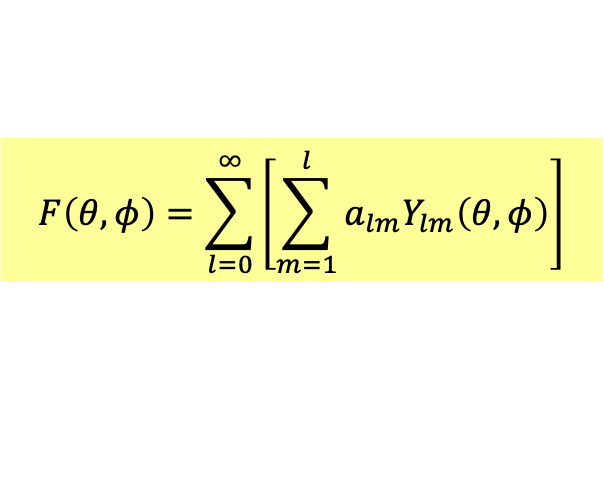 F(θ,ϕ) = ∑_{l=0}^{∞} [∑_{m=1}^{l} a_{lm}Y_{lm}(θ,ϕ)]